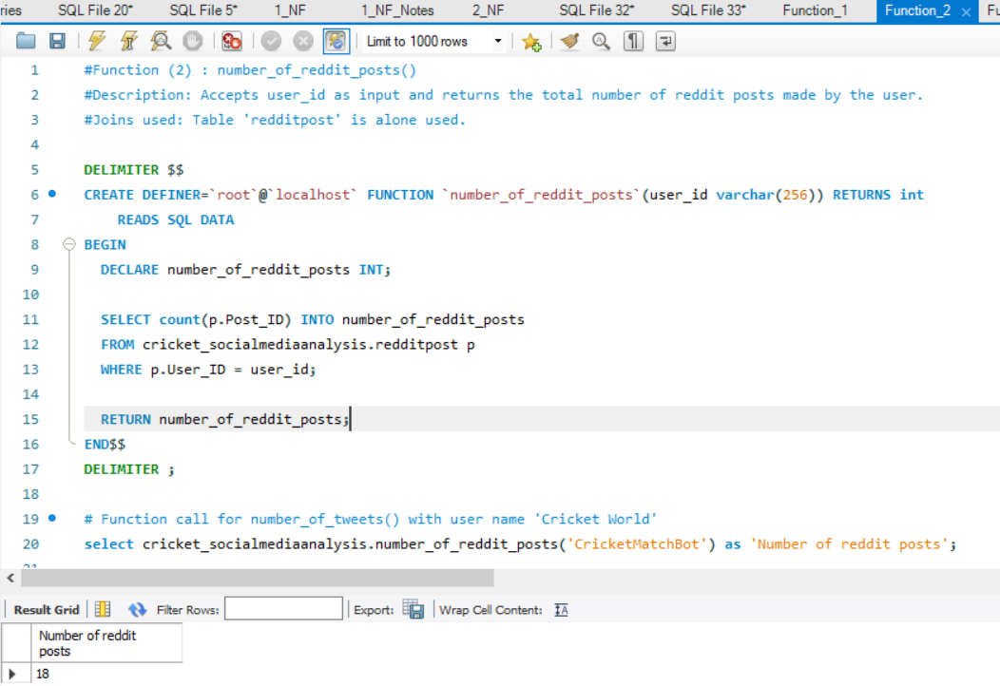 ries SQL File 20* SQL File 5* 1_NF 1_NF_Notes 2_NF SQL File 32* SQL File 33* Function_1 Function_2 × Fu
Limit to 1000 rows
1 #Function (2) : number_of_reddit_posts()
2 #Description: Accepts user_id as input and returns the total number of reddit posts made by the user.
3 #Joins used: Table 'redditpost' is alone used.
4
5 DELIMITER $$
6 CREATE DEFINER=`root`@`localhost` FUNCTION `number_of_reddit_posts`(user_id varchar(256)) RETURNS int
7 READS SQL DATA
8 BEGIN
9 DECLARE number_of_reddit_posts INT;
10
11 SELECT count(p.Post_ID) INTO number_of_reddit_posts
12 FROM cricket_socialmediaanalysis.redditpost p
13 WHERE p.User_ID = user_id;
14
15 RETURN number_of_reddit_posts;
16 END$$
17 DELIMITER ;
18
19 # Function call for number_of_tweets() with user name 'Cricket World'
20 select cricket_socialmediaanalysis.number_of_reddit_posts('CricketMatchBot') as 'Number of reddit posts';
21
Result Grid Filter Rows: Export: Wrap Cell Content: IA
Number of reddit
posts
18